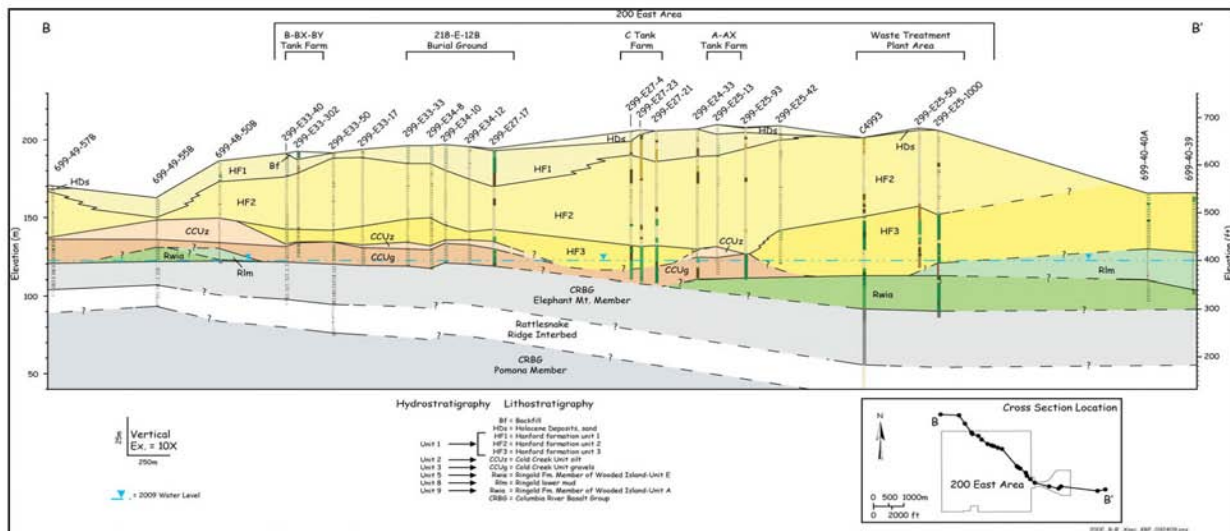 B
200 East Area
B'
B-BX-BY
Tank Farm
218-E-12B
Burial Ground
C Tank
Farm
A-AX
Tank Farm
Waste Treatment
Plant Area
699-49-57B
699-49-55B
699-48-50B
299-E33-40
299-E33-302
299-E33-50
299-E33-17
299-E33-33
299-E34-8
299-E34-10
299-E34-12
299-E27-17
299-E27-4
299-E27-23
299-E27-21
299-E24-33
299-E25-13
299-E25-93
299-E25-42
C4993
299-E25-50
299-E25-1000
699-40-40A
699-40-39
Elevation (m)
200
150
100
50
Elevation (ft)
700
600
500
400
300
200
HDs
HF1
Bf
HF2
CCUz
CCUg
Rwia
Rlm
HDs
HF1
HF2
HF3
CCUz
CCUg
HDs
HDs
HF2
HF3
Rlm
Rwia
CRBG
Elephant Mt. Member
Rattlesnake
Ridge Interbed
CRBG
Pomona Member
25m
Vertical
Ex. = 10X
250m
= 2009 Water Level
Hydrostratigraphy Lithostratigraphy
Bf = Backfill
HDs = Holocene Deposits, sand
HF1 = Hanford formation unit 1
Unit 1 HF2 = Hanford formation unit 2
HF3 = Hanford formation unit 3
Unit 2 CCUz = Cold Creek Unit silt
Unit 3 CCUg = Cold Creek Unit gravels
Unit 5 Rwie = Ringold Fm. Member of Wooded Island-Unit E
Unit 8 Rlm = Ringold lower mud
Unit 9 Rwia = Ringold Fm. Member of Wooded Island-Unit A
CRBG = Columbia River Basalt Group
Cross Section Location
N
B
200 East Area
B'
0 500 1000m
0 2000 ft